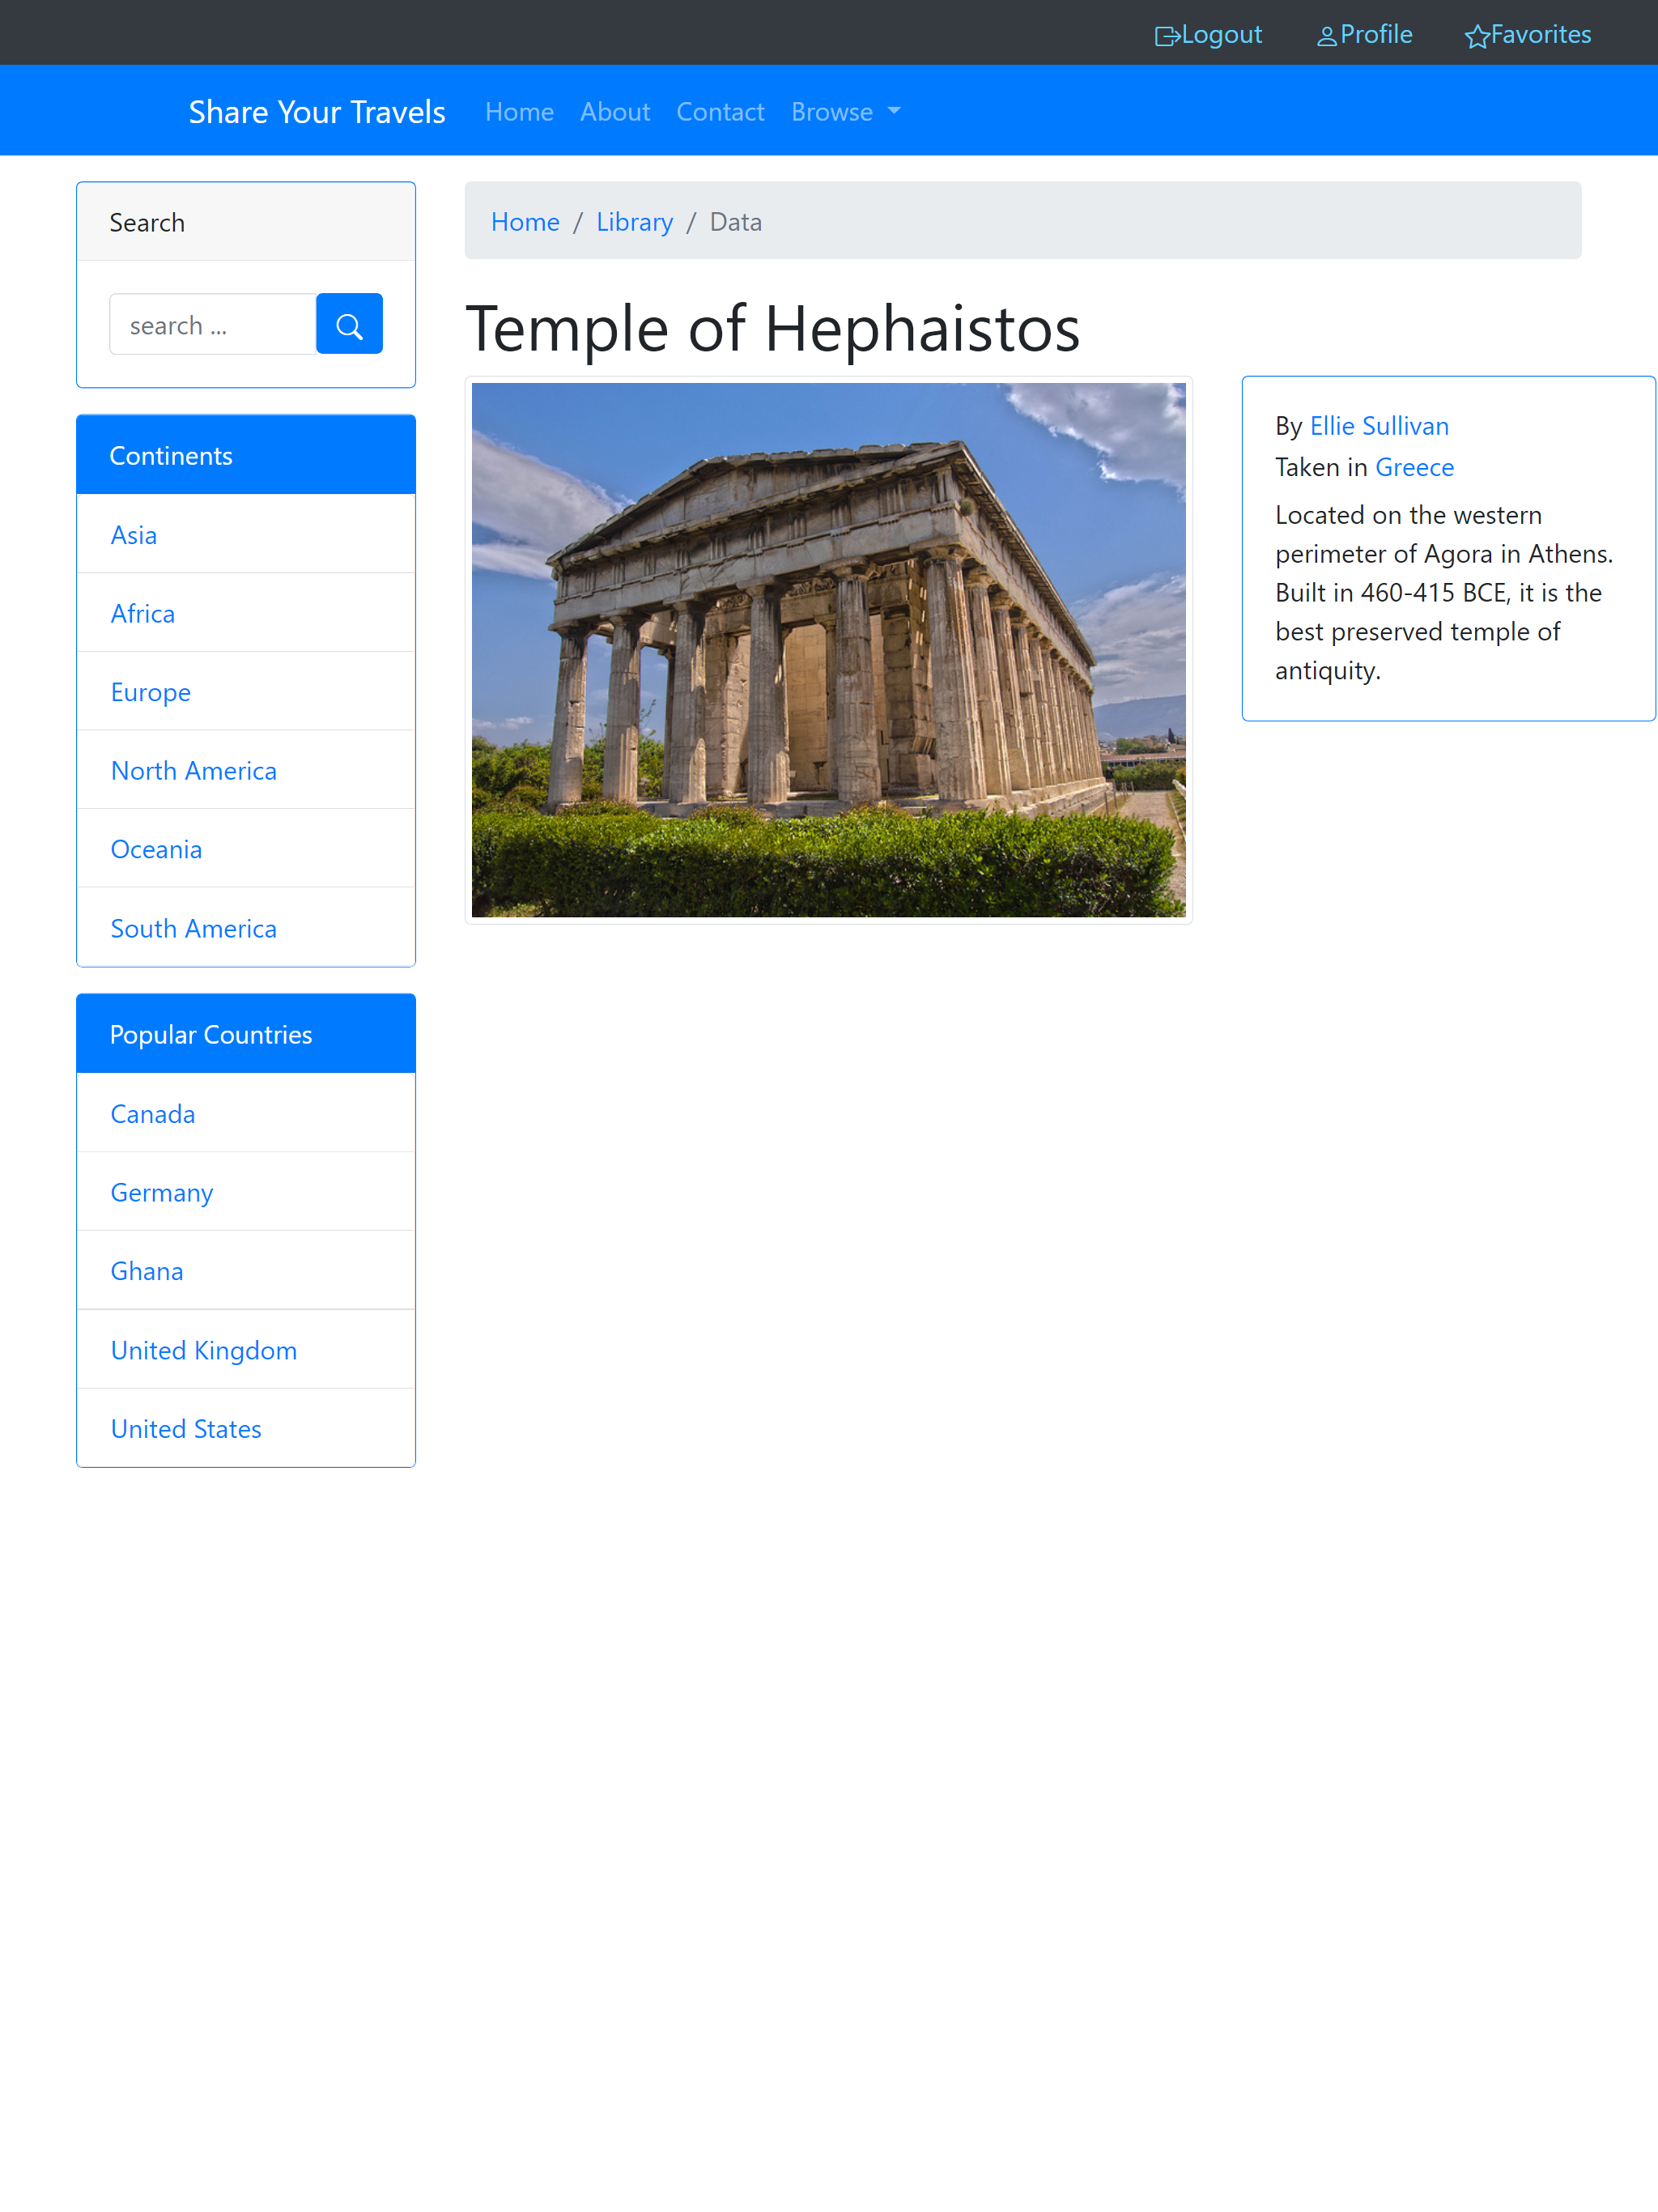 Logout Profile Favorites
Share Your Travels Home About Contact Browse
Search
search ...
Continents
Asia
Africa
Europe
North America
Oceania
South America
Popular Countries
Canada
Germany
Ghana
United Kingdom
United States
Home / Library / Data
Temple of Hephaistos
By Ellie Sullivan
Taken in Greece
Located on the western
perimeter of Agora in Athens.
Built in 460-415 BCE, it is the
best preserved temple of
antiquity.